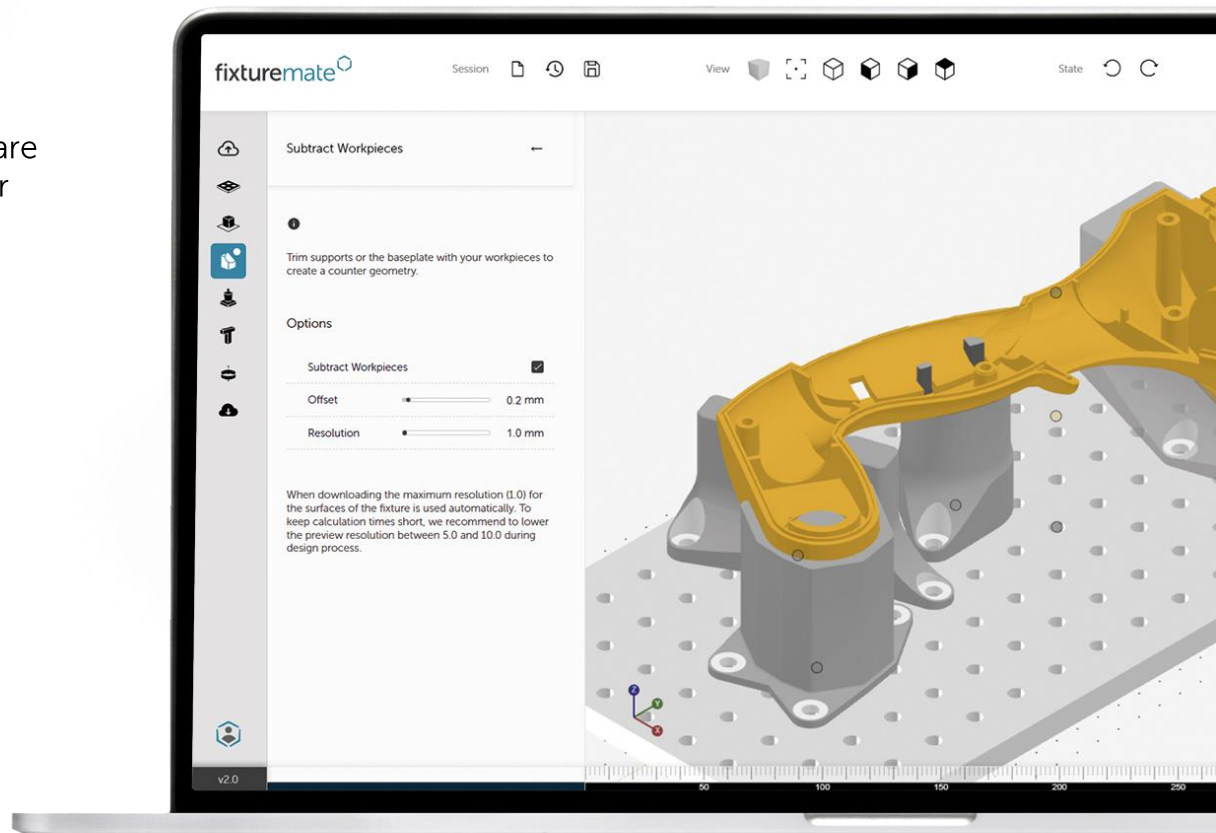 are
r
fixturemate
Session
View
State
Subtract Workpieces
Trim supports or the baseplate with your workpieces to
create a counter geometry.
Options
Subtract Workpieces
Offset 0.2 mm
Resolution 1.0 mm
When downloading the maximum resolution (1.0) for
the surfaces of the fixture is used automatically. To
keep calculation times short, we recommend to lower
the preview resolution between 5.0 and 10.0 during
design process.
Z
Y
X
v2.0
50 100 150 200 250